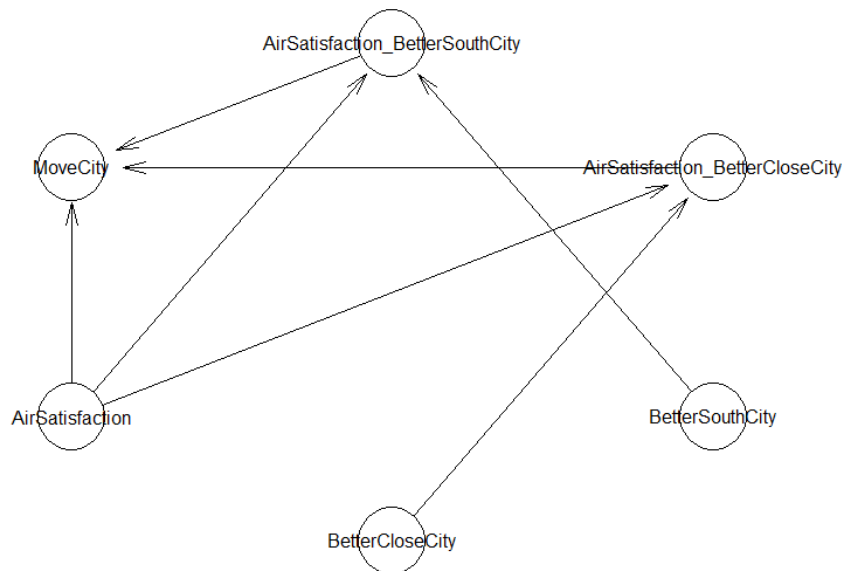 AirSatisfaction_BetterSouthCity
MoveCity
AirSatisfaction_BetterCloseCity
AirSatisfaction
BetterSouthCity
BetterCloseCity